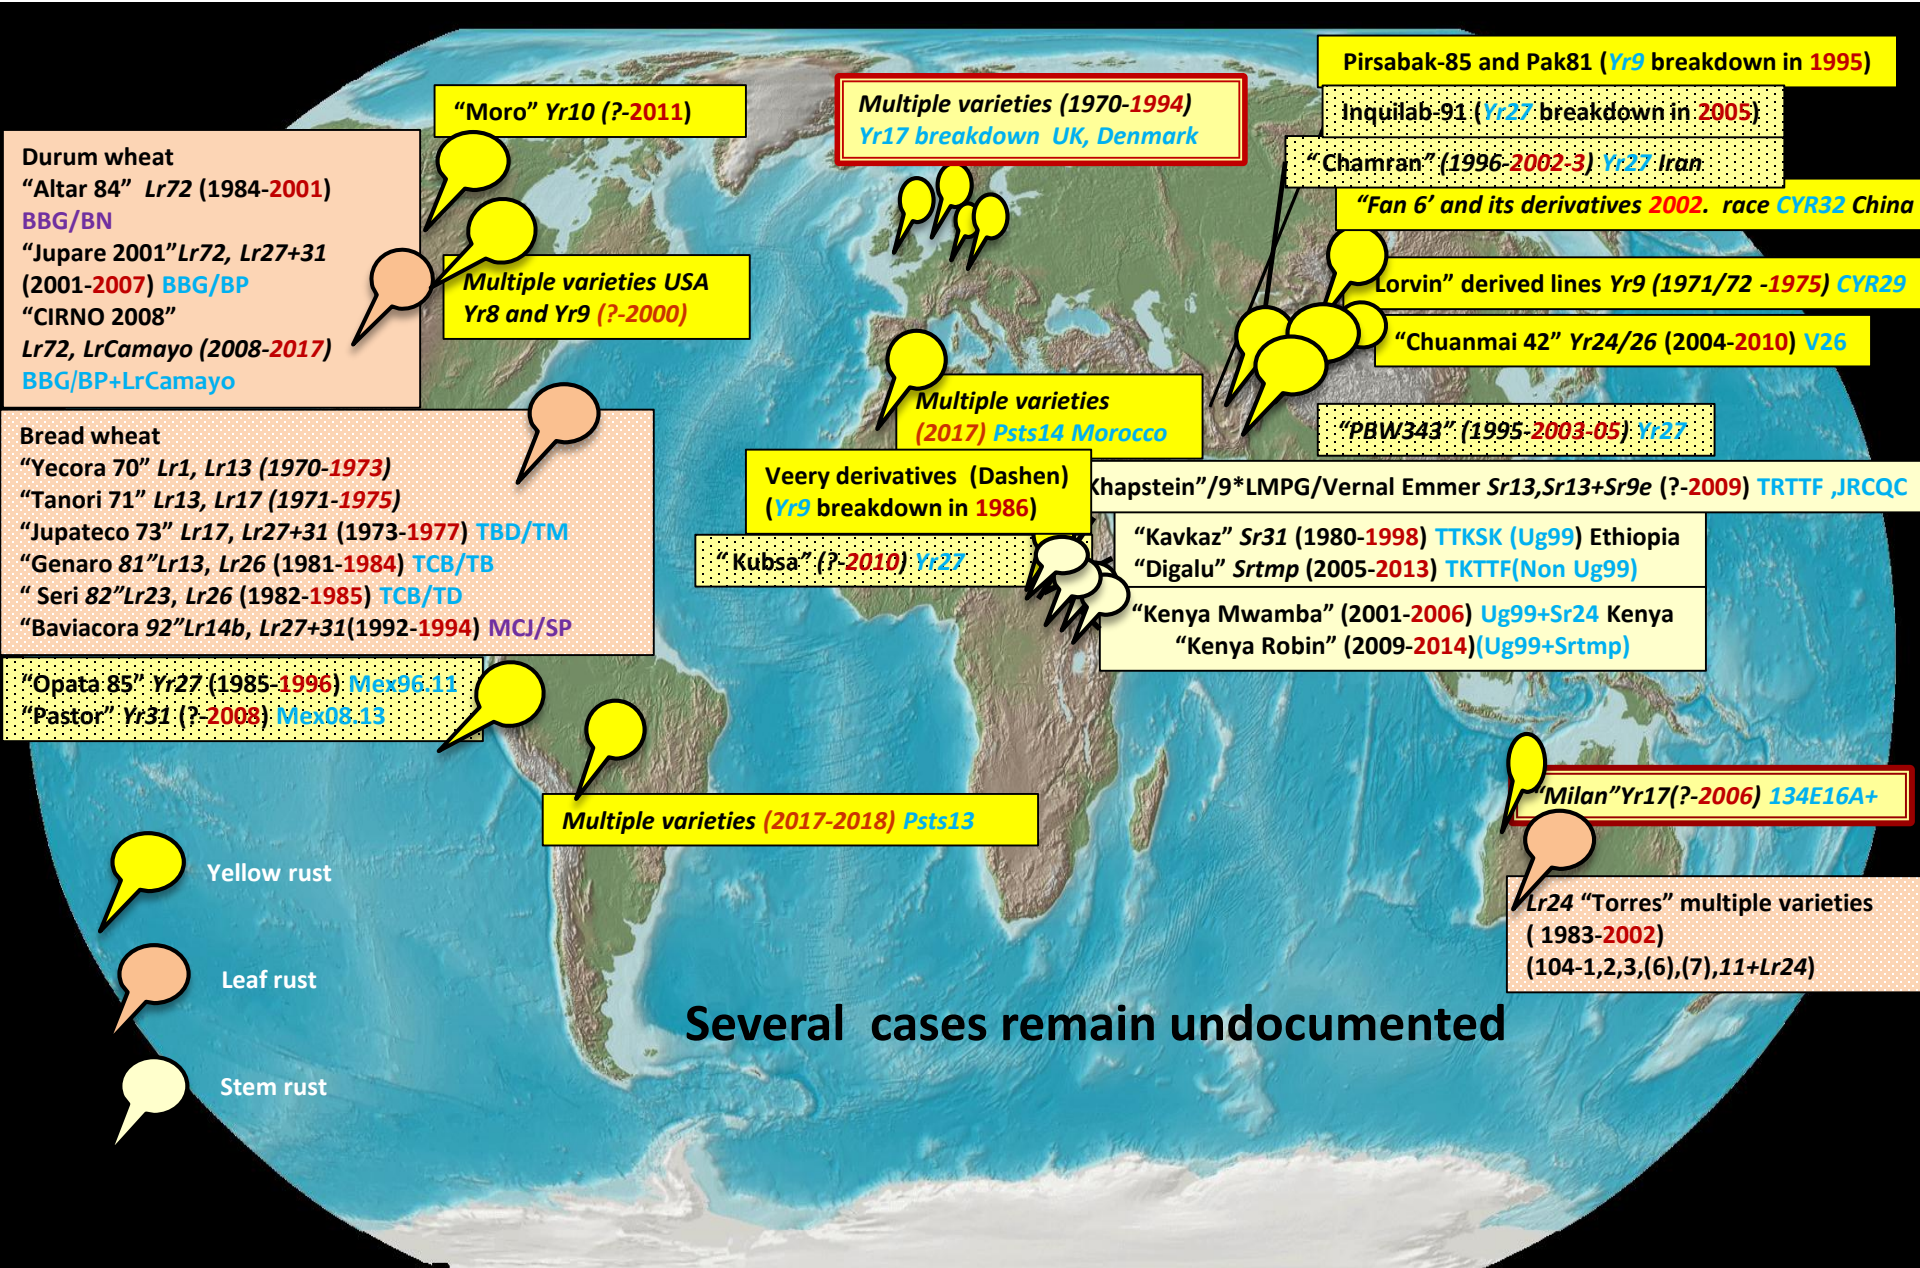 Pirsabak-85 and Pak81 (Yr9 breakdown in 1995)
Inquilab-91 (Yr27 breakdown in 2005)
“ Chamran” (1996-2002-3) Yr27 Iran
“Fan 6’ and its derivatives 2002. race CYR32 China
Lorvin” derived lines Yr9 (1971/72 -1975) CYR29
“Chuanmai 42” Yr24/26 (2004-2010) V26
“PBW343” (1995-2003-05) Yr27
“Moro” Yr10 (?-2011)
Multiple varieties (1970-1994)
Yr17 breakdown UK, Denmark
Durum wheat
“Altar 84” Lr72 (1984-2001)
BBG/BN
“Jupare 2001”Lr72, Lr27+31
(2001-2007) BBG/BP
“CIRNO 2008”
Lr72, LrCamayo (2008-2017)
BBG/BP+LrCamayo
Multiple varieties USA
Yr8 and Yr9 (?-2000)
Multiple varieties
(2017) Psts14 Morocco
Bread wheat
“Yecora 70” Lr1, Lr13 (1970-1973)
“Tanori 71” Lr13, Lr17 (1971-1975)
“Jupateco 73” Lr17, Lr27+31 (1973-1977) TBD/TM
“Genaro 81”Lr13, Lr26 (1981-1984) TCB/TB
“ Seri 82”Lr23, Lr26 (1982-1985) TCB/TD
“Baviacora 92”Lr14b, Lr27+31(1992-1994) MCJ/SP
Veery derivatives (Dashen)
(Yr9 breakdown in 1986)
“ Kubsa” (?-2010) Yr27
Khapstein”/9*LMPG/Vernal Emmer Sr13,Sr13+Sr9e (?-2009) TRTTF ,JRCQC
“Kavkaz” Sr31 (1980-1998) TTKSK (Ug99) Ethiopia
“Digalu” Srtmp (2005-2013) TKTTF(Non Ug99)
“Kenya Mwamba” (2001-2006) Ug99+Sr24 Kenya
“Kenya Robin” (2009-2014)(Ug99+Srtmp)
“Opata 85” Yr27 (1985-1996) Mex96.11
“Pastor” Yr31 (?-2008) Mex08.13
Multiple varieties (2017-2018) Psts13
“Milan”Yr17(?-2006) 134E16A+
Lr24 “Torres” multiple varieties
( 1983-2002)
(104-1,2,3,(6),(7),11+Lr24)
Yellow rust
Leaf rust
Stem rust
Several cases remain undocumented